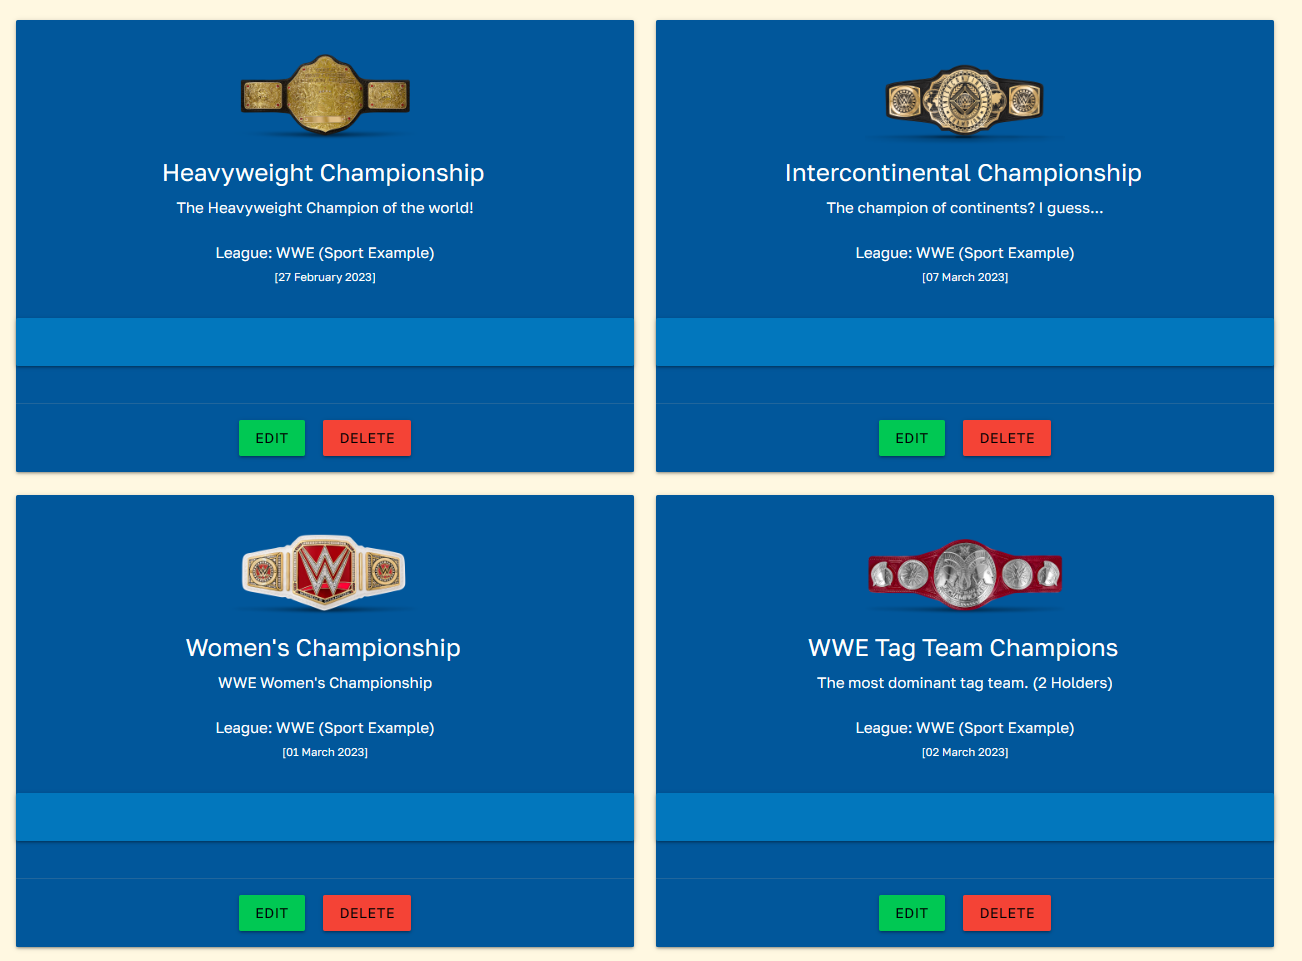 Heavyweight Championship
The Heavyweight Champion of the world!
League: WWE (Sport Example)
[27 February 2023]
EDIT DELETE
Intercontinental Championship
The champion of continents? I guess...
League: WWE (Sport Example)
[07 March 2023]
EDIT DELETE
W
Women's Championship
WWE Women's Championship
League: WWE (Sport Example)
[01 March 2023]
EDIT DELETE
WWE Tag Team Champions
The most dominant tag team. (2 Holders)
League: WWE (Sport Example)
[02 March 2023]
EDIT DELETE